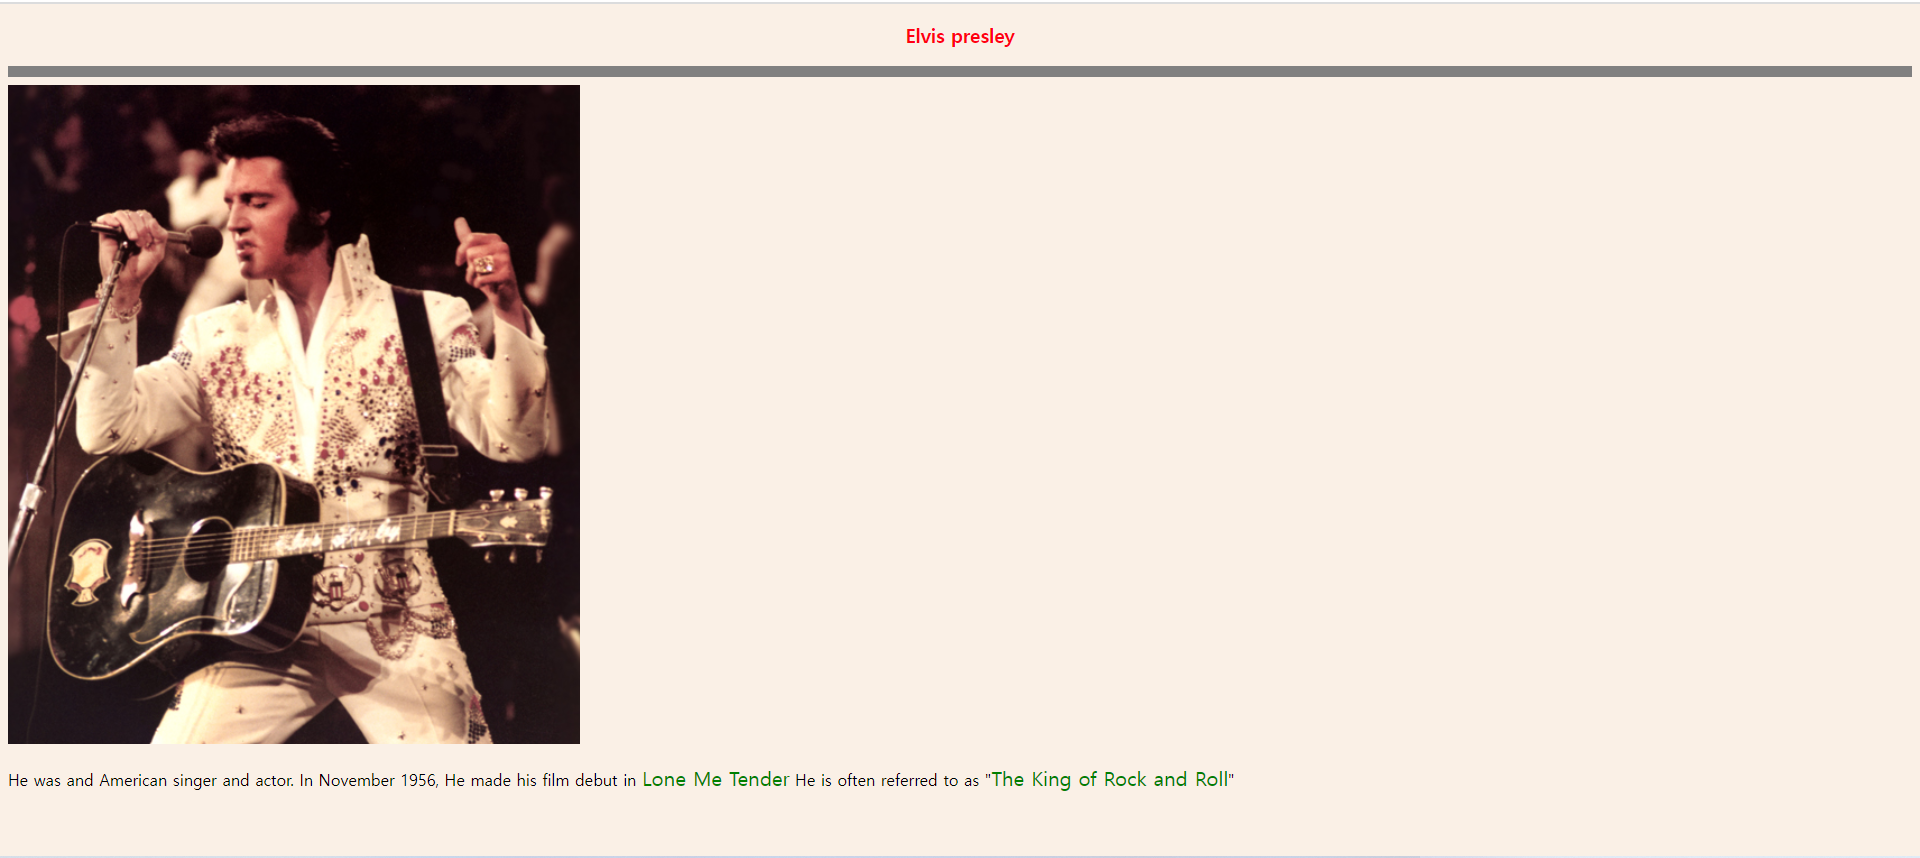 Elvis presley
He was and American singer and actor. In November 1956, He made his film debut in Lone Me Tender He is often referred to as "The King of Rock and Roll"